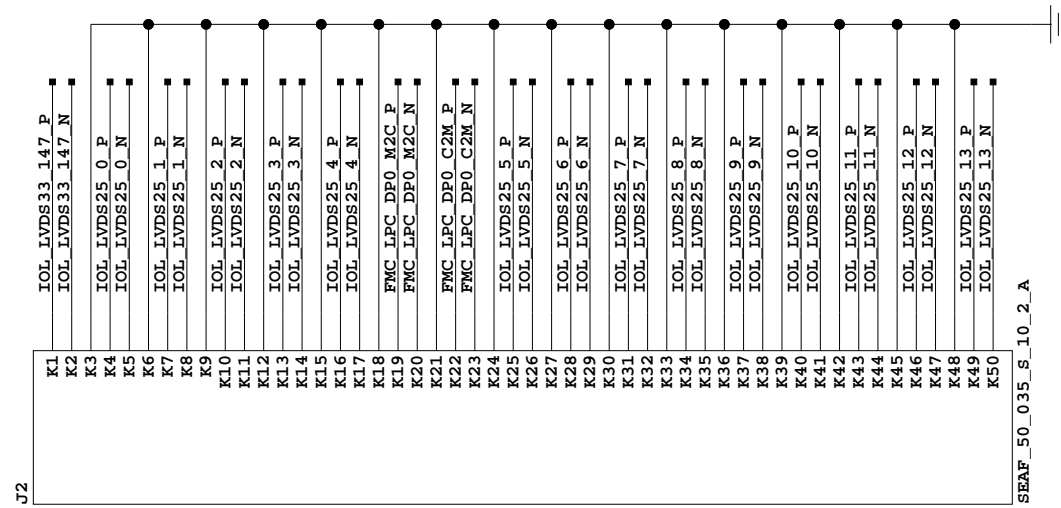 IOL_LVDS33_147_P
IOL_LVDS33_147_N
IOL_LVDS25_0_P
IOL_LVDS25_0_N
IOL_LVDS25_1_P
IOL_LVDS25_1_N
IOL_LVDS25_2_P
IOL_LVDS25_2_N
IOL_LVDS25_3_P
IOL_LVDS25_3_N
IOL_LVDS25_4_P
IOL_LVDS25_4_N
FMC_LPC_DP0_M2C_P
FMC_LPC_DP0_M2C_N
FMC_LPC_DP0_C2M_P
FMC_LPC_DP0_C2M_N
IOL_LVDS25_5_P
IOL_LVDS25_5_N
IOL_LVDS25_6_P
IOL_LVDS25_6_N
IOL_LVDS25_7_P
IOL_LVDS25_7_N
IOL_LVDS25_8_P
IOL_LVDS25_8_N
IOL_LVDS25_9_P
IOL_LVDS25_9_N
IOL_LVDS25_10_P
IOL_LVDS25_10_N
IOL_LVDS25_11_P
IOL_LVDS25_11_N
IOL_LVDS25_12_P
IOL_LVDS25_12_N
IOL_LVDS25_13_P
IOL_LVDS25_13_N
K1
K2
K3
K4
K5
K6
K7
K8
K9
K10
K11
K12
K13
K14
K15
K16
K17
K18
K19
K20
K21
K22
K23
K24
K25
K26
K27
K28
K29
K30
K31
K32
K33
K34
K35
K36
K37
K38
K39
K40
K41
K42
K43
K44
K45
K46
K47
K48
K49
K50
J2
SEAF_50_035_S_10_2_A